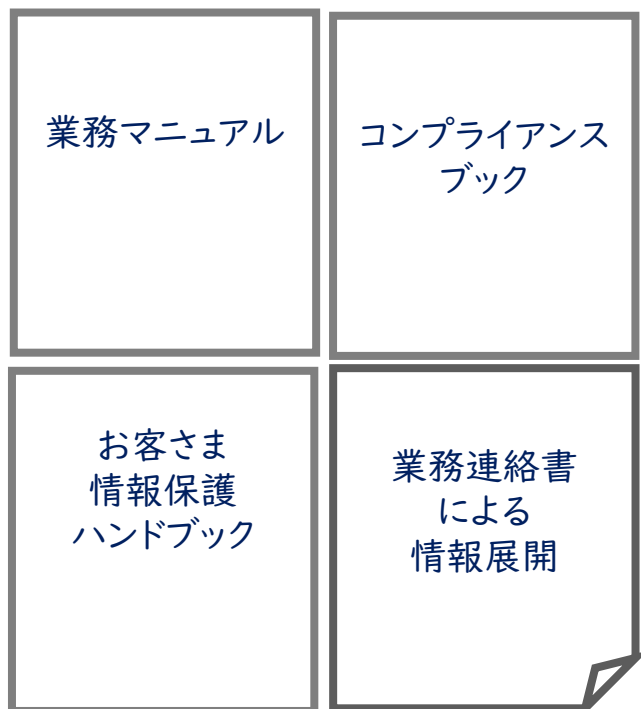 業務マニュアル
コンプライアンス
ブック
お客さま
情報保護
ハンドブック
業務連絡書
による
情報展開